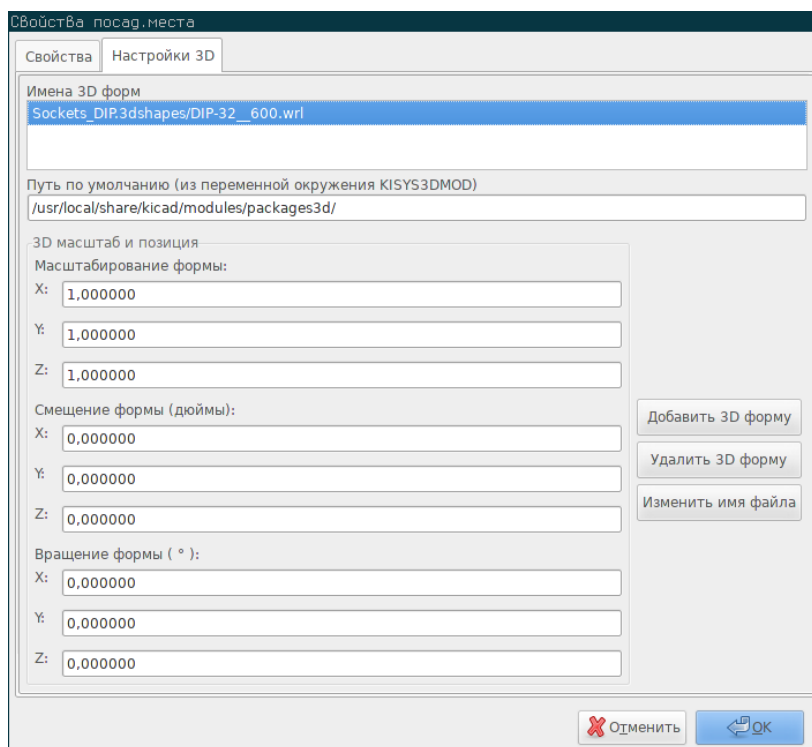 Свойства посад.места
Свойства
Настройки 3D
Имена 3D форм
Sockets_DIP.3dshapes/DIP-32__600.wrl
Путь по умолчанию (из переменной окружения KISYS3DMOD)
/usr/local/share/kicad/modules/packages3d/
3D масштаб и позиция
Масштабирование формы:
X: 1,000000
Y: 1,000000
Z: 1,000000
Смещение формы (дюймы):
X: 0,000000
Y: 0,000000
Z: 0,000000
Вращение формы ( ° ):
X: 0,000000
Y: 0,000000
Z: 0,000000
Добавить 3D форму
Удалить 3D форму
Изменить имя файла
Отменить
OK